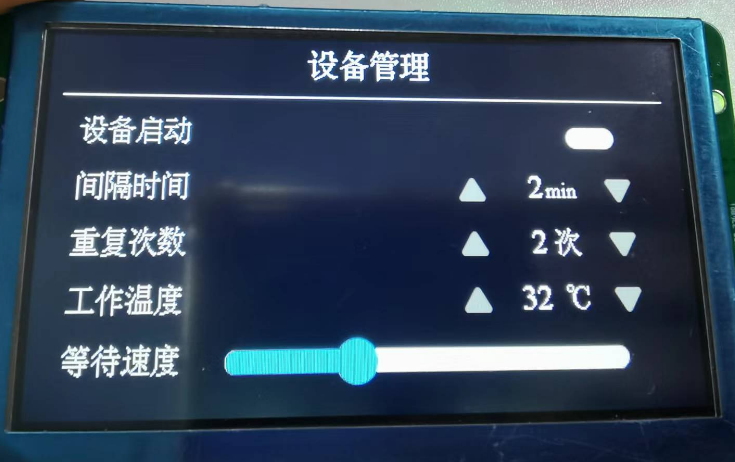 设备管理
设备启动
间隔时间 2min
重复次数 2次
工作温度 32 ℃
等待速度